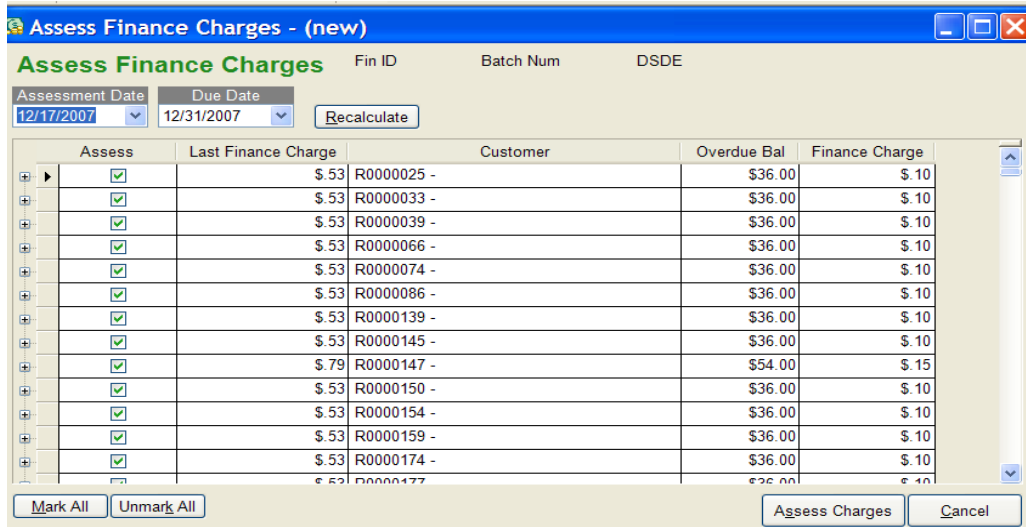 Assess Finance Charges - (new)
Assess Finance Charges Fin ID Batch Num DSDE
Assessment Date Due Date
12/17/2007 12/31/2007 Recalculate
Assess Last Finance Charge Customer Overdue Bal Finance Charge
$.53 R0000025 - $36.00 $.10
$.53 R0000033 - $36.00 $.10
$.53 R0000039 - $36.00 $.10
$.53 R0000066 - $36.00 $.10
$.53 R0000074 - $36.00 $.10
$.53 R0000086 - $36.00 $.10
$.53 R0000139 - $36.00 $.10
$.53 R0000145 - $36.00 $.10
$.79 R0000147 - $54.00 $.15
$.53 R0000150 - $36.00 $.10
$.53 R0000154 - $36.00 $.10
$.53 R0000159 - $36.00 $.10
$.53 R0000174 - $36.00 $.10
$.53 R0000177 $36.00 $.10
Mark All Unmark All Assess Charges Cancel